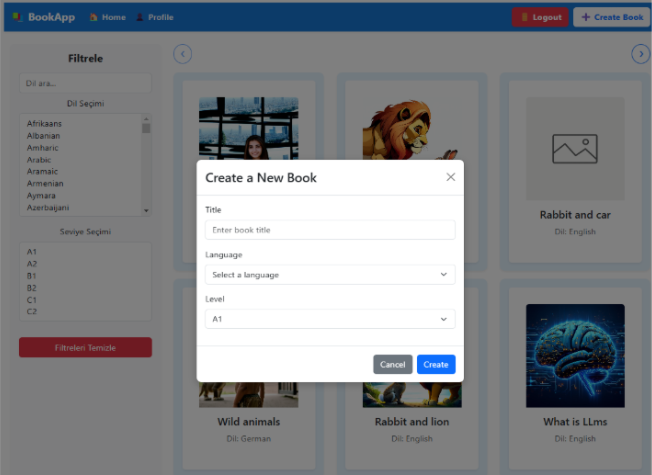 BookApp
Home
Profile
Logout
+ Create Book
Filtrele
Dil ara...
Dil Seçimi
Afrikaans
Albanian
Amharic
Arabic
Aramaic
Armenian
Aymara
Azerbaijani
Seviye Seçimi
A1
A2
B1
B2
C1
C2
Filtreleri Temizle
Rabbit and car
Dil: English
Create a New Book
Title
Enter book title
Language
Select a language
Level
A1
Cancel
Create
Wild animals
Dil: German
Rabbit and lion
Dil: English
What is LLms
Dil: English